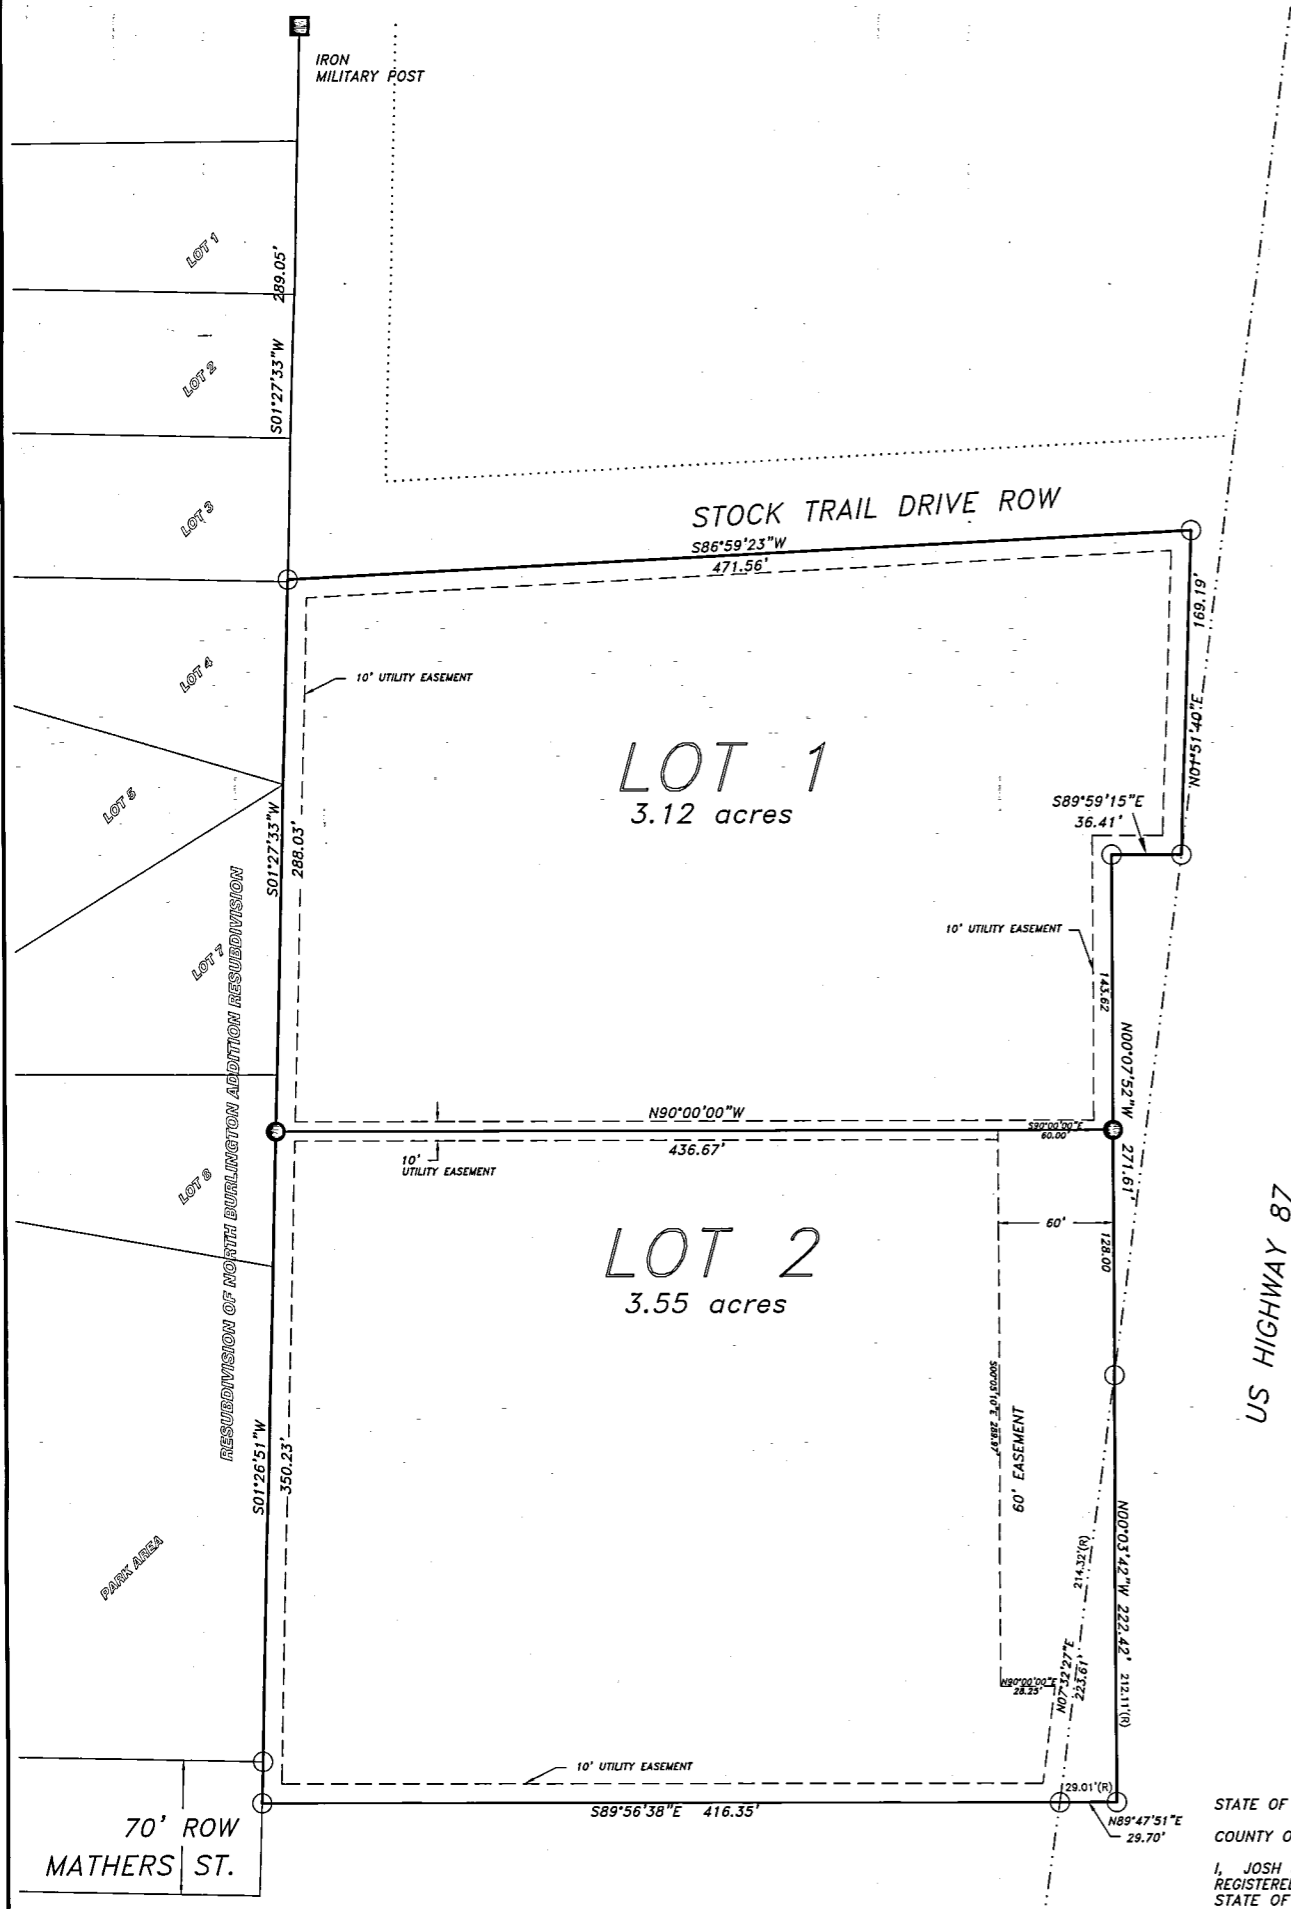 IRON
MILITARY POST
LOT 1
289.05'
LOT 2
S01°27'33"W
LOT 3
STOCK TRAIL DRIVE ROW
S86°59'23"W
471.56'
169.19'
N01°51'40"E
LOT 4
10' UTILITY EASEMENT
LOT 1
3.12 acres
S89°59'15"E
36.41'
LOT 5
S01°27'33"W
288.03'
10' UTILITY EASEMENT
LOT 7
143.62
N00°07'52"W
271.61'
RESUBDIVISION OF NORTH BURLINGTON ADDITION RESUBDIVISION
N90°00'00"W
436.67'
S90°00'00"E
60.00'
10'
UTILITY EASEMENT
LOT 8
60'
128.00
LOT 2
3.55 acres
US HIGHWAY 87
60' EASEMENT
S01°26'51"W
350.23'
PARK AREA
214.32'(R)
N00°03'42"W 222.42'
212.11'(R)
N90°00'00"E
28.25'
N07°32'27"E
223.61'
10' UTILITY EASEMENT
29.01'(R)
S89°56'38"E 416.35'
N89°47'51"E
29.70'
70' ROW
MATHERS ST.
STATE OF
COUNTY O
I, JOSH
REGISTERED
STATE OF